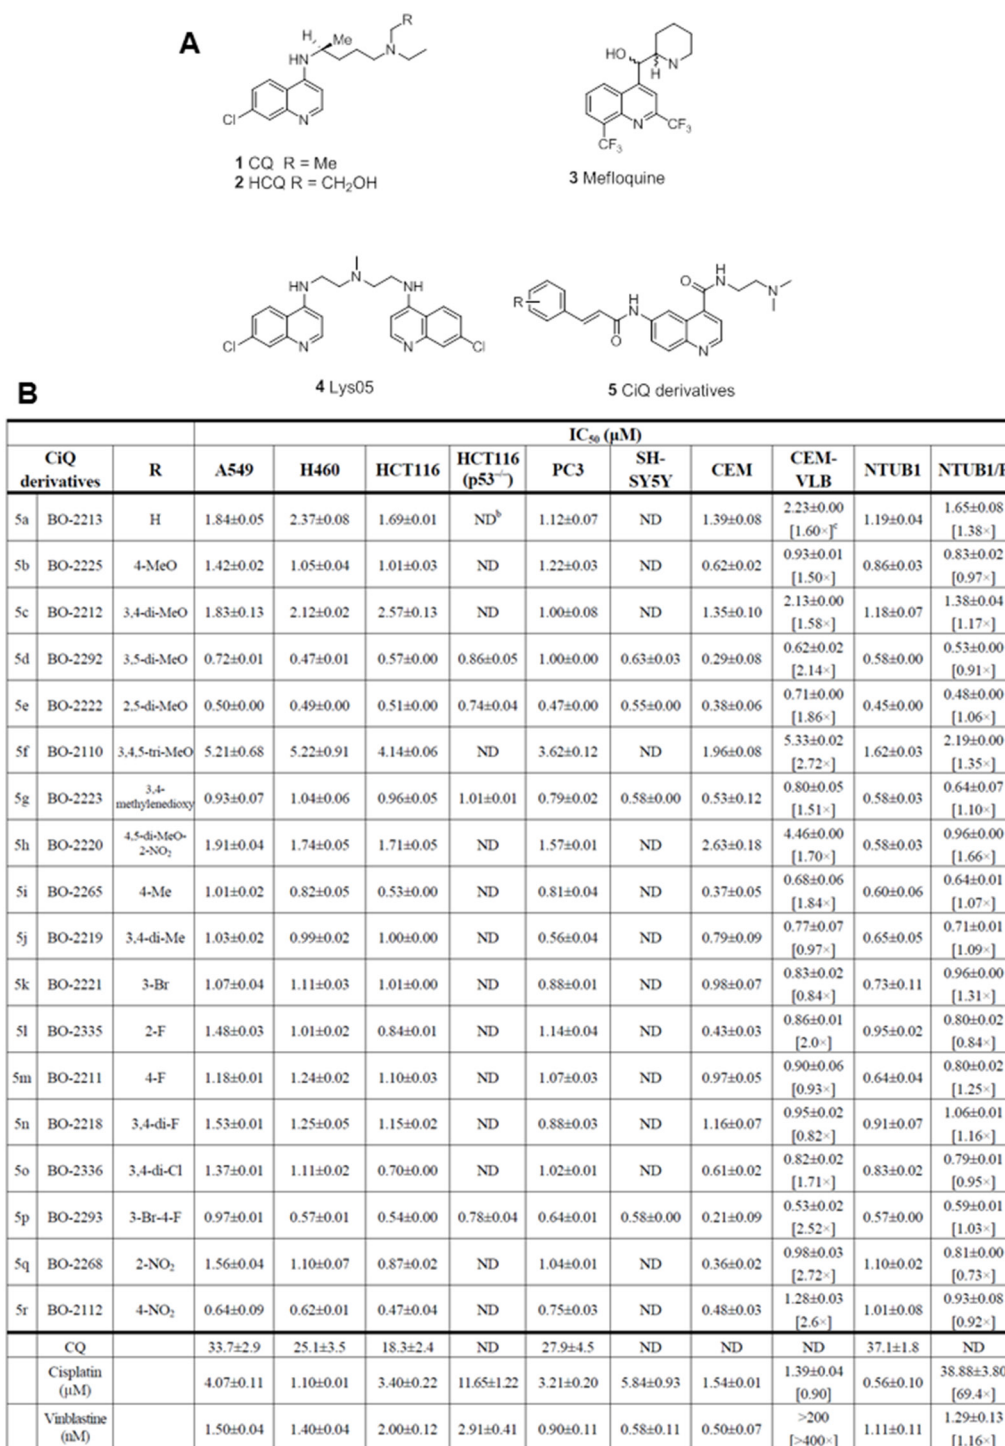 A
R
H,
Me
HN
N
Cl
N
1 CQ R = Me
2 HCQ R = CH₂OH
HO
H
N
N
CF₃
CF₃
3 Mefloquine
HN
N
NH
Cl
N
N
Cl
4 Lys05
R
H
N
O
O
H
N
N
N
5 CiQ derivatives
B
IC₅₀ (μM)
CiQ derivatives R A549 H460 HCT116 HCT116 (p53⁻/⁻) PC3 SH-SY5Y CEM CEM-VLB NTUB1
5a BO-2213 H 1.84±0.05 2.37±0.08 1.69±0.01 NDᵇ 1.12±0.07 ND 1.39±0.08 2.23±0.00 [1.60×]ᶜ 1.19±0.04 1.65±0.08 [1.38×]
5b BO-2225 4-MeO 1.42±0.02 1.05±0.04 1.01±0.03 ND 1.22±0.03 ND 0.62±0.02 0.93±0.01 [1.50×] 0.86±0.03 0.83±0.02 [0.97×]
5c BO-2212 3,4-di-MeO 1.83±0.13 2.12±0.02 2.57±0.13 ND 1.00±0.08 ND 1.35±0.10 2.13±0.00 [1.58×] 1.18±0.07 1.38±0.04 [1.17×]
5d BO-2292 3,5-di-MeO 0.72±0.01 0.47±0.01 0.57±0.00 0.86±0.05 1.00±0.00 0.63±0.03 0.29±0.08 0.62±0.02 [2.14×] 0.58±0.00 0.53±0.00 [0.91×]
5e BO-2222 2,5-di-MeO 0.50±0.00 0.49±0.00 0.51±0.00 0.74±0.04 0.47±0.00 0.55±0.00 0.38±0.06 0.71±0.00 [1.86×] 0.45±0.00 0.48±0.00 [1.06×]
5f BO-2110 3,4,5-tri-MeO 5.21±0.68 5.22±0.91 4.14±0.06 ND 3.62±0.12 ND 1.96±0.08 5.33±0.02 [2.72×] 1.62±0.03 2.19±0.00 [1.35×]
5g BO-2223 3,4-methylenedioxy 0.93±0.07 1.04±0.06 0.96±0.05 1.01±0.01 0.79±0.02 0.58±0.00 0.53±0.12 0.80±0.05 [1.51×] 0.58±0.03 0.64±0.07 [1.10×]
5h BO-2220 4,5-di-MeO-2-NO₂ 1.91±0.04 1.74±0.05 1.71±0.05 ND 1.57±0.01 ND 2.63±0.18 4.46±0.00 [1.70×] 0.58±0.03 0.96±0.00 [1.66×]
5i BO-2265 4-Me 1.01±0.02 0.82±0.05 0.53±0.00 ND 0.81±0.04 ND 0.37±0.05 0.68±0.06 [1.84×] 0.60±0.06 0.64±0.01 [1.07×]
5j BO-2219 3,4-di-Me 1.03±0.02 0.99±0.02 1.00±0.00 ND 0.56±0.04 ND 0.79±0.09 0.77±0.07 [0.97×] 0.65±0.05 0.71±0.01 [1.09×]
5k BO-2221 3-Br 1.07±0.04 1.11±0.03 1.01±0.00 ND 0.88±0.01 ND 0.98±0.07 0.83±0.02 [0.84×] 0.73±0.11 0.96±0.00 [1.31×]
5l BO-2335 2-F 1.48±0.03 1.01±0.02 0.84±0.01 ND 1.14±0.04 ND 0.43±0.03 0.86±0.01 [2.0×] 0.95±0.02 0.80±0.02 [0.84×]
5m BO-2211 4-F 1.18±0.01 1.24±0.02 1.10±0.03 ND 1.07±0.03 ND 0.97±0.05 0.90±0.06 [0.93×] 0.64±0.04 0.80±0.02 [1.25×]
5n BO-2218 3,4-di-F 1.53±0.01 1.25±0.05 1.15±0.02 ND 0.88±0.03 ND 1.16±0.07 0.95±0.02 [0.82×] 0.91±0.07 1.06±0.01 [1.16×]
5o BO-2336 3,4-di-Cl 1.37±0.01 1.11±0.02 0.70±0.00 ND 1.02±0.01 ND 0.61±0.02 0.82±0.02 [1.71×] 0.83±0.02 0.79±0.01 [0.95×]
5p BO-2293 3-Br-4-F 0.97±0.01 0.57±0.01 0.54±0.00 0.78±0.04 0.64±0.01 0.58±0.00 0.21±0.09 0.53±0.02 [2.52×] 0.57±0.00 0.59±0.01 [1.03×]
5q BO-2268 2-NO₂ 1.56±0.04 1.10±0.07 0.87±0.02 ND 1.04±0.01 ND 0.36±0.02 0.98±0.03 [2.72×] 1.10±0.02 0.81±0.00 [0.73×]
5r BO-2112 4-NO₂ 0.64±0.09 0.62±0.01 0.47±0.04 ND 0.75±0.03 ND 0.48±0.03 1.28±0.03 [2.6×] 1.01±0.08 0.93±0.08 [0.92×]
CQ 33.7±2.9 25.1±3.5 18.3±2.4 ND 27.9±4.5 ND ND ND 37.1±1.8 ND
Cisplatin (μM) 4.07±0.11 1.10±0.01 3.40±0.22 11.65±1.22 3.21±0.20 5.84±0.93 1.54±0.01 1.39±0.04 [0.90] 0.56±0.10 38.88±3.80 [69.4×]
Vinblastine (nM) 1.50±0.04 1.40±0.04 2.00±0.12 2.91±0.41 0.90±0.11 0.58±0.11 0.50±0.07 >200 [>400×] 1.11±0.11 1.29±0.13 [1.16×]